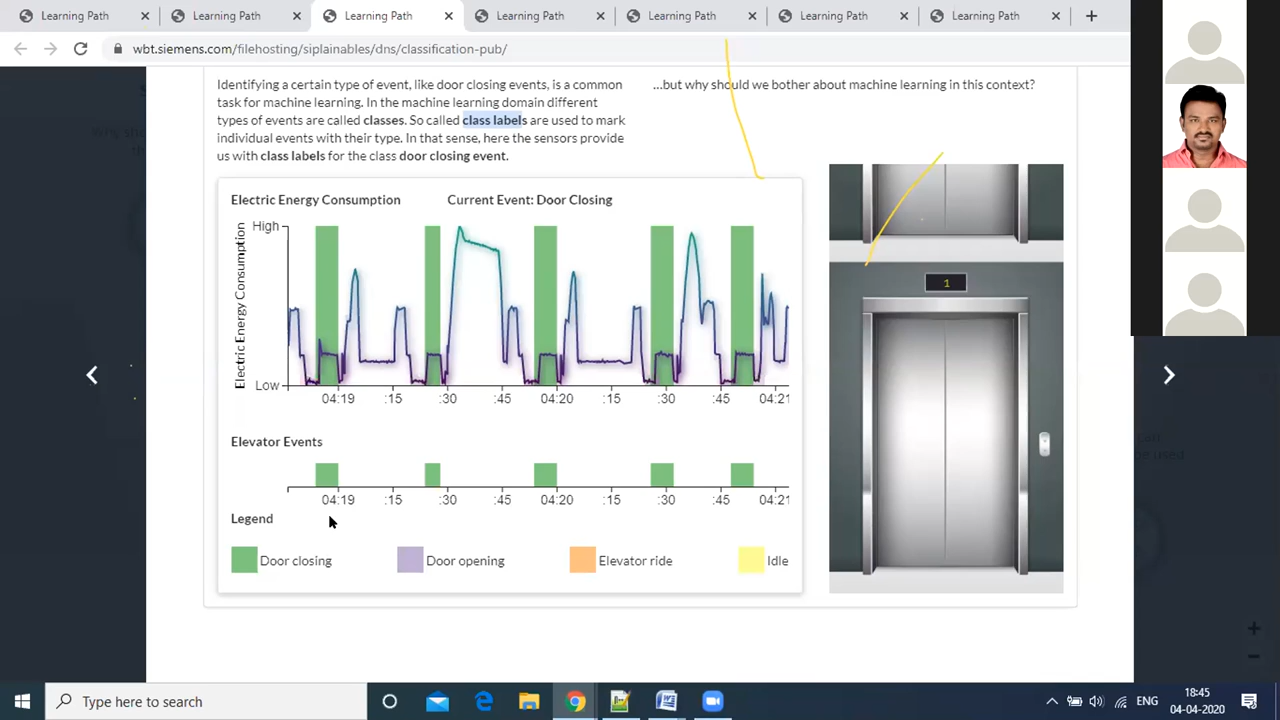 Learning Path Learning Path Learning Path Learning Path Learning Path Learning Path Learning Path
wbt.siemens.com/filehosting/siplainables/dns/classification-pub/
Identifying a certain type of event, like door closing events, is a common
task for machine learning. In the machine learning domain different
types of events are called classes. So called class labels are used to mark
individual events with their type. In that sense, here the sensors provide
us with class labels for the class door closing event.
...but why should we bother about machine learning in this context?
Electric Energy Consumption Current Event: Door Closing
Electric Energy Consumption
High
Low
04:19 :15 :30 :45 04:20 :15 :30 :45 04:21
Elevator Events
04:19 :15 :30 :45 04:20 :15 :30 :45 04:21
Legend
Door closing Door opening Elevator ride Idle
1
Type here to search
ENG
18:45
04-04-2020